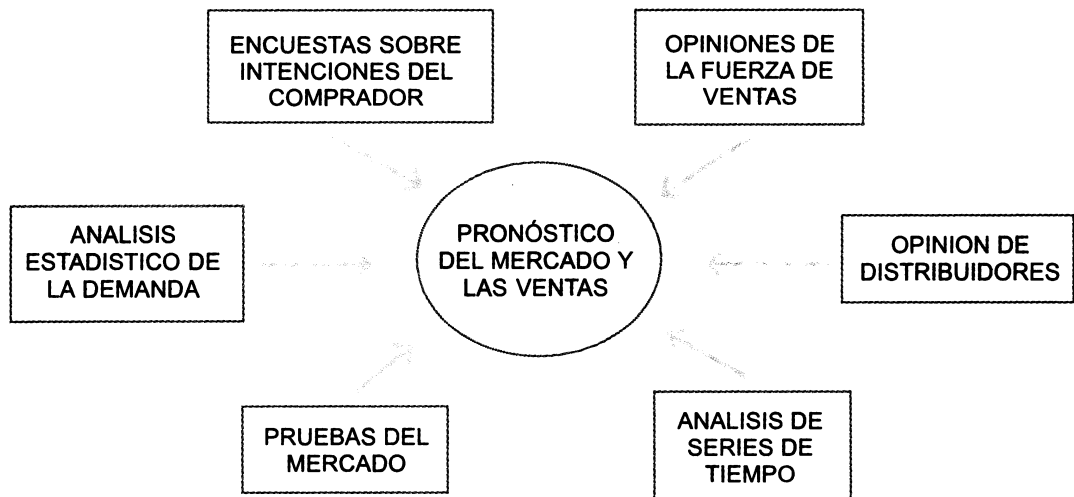 ENCUESTAS SOBRE
INTENCIONES DEL
COMPRADOR
OPINIONES DE
LA FUERZA DE
VENTAS
ANALISIS
ESTADISTICO DE
LA DEMANDA
PRONÓSTICO
DEL MERCADO Y
LAS VENTAS
OPINION DE
DISTRIBUIDORES
PRUEBAS DEL
MERCADO
ANALISIS DE
SERIES DE
TIEMPO